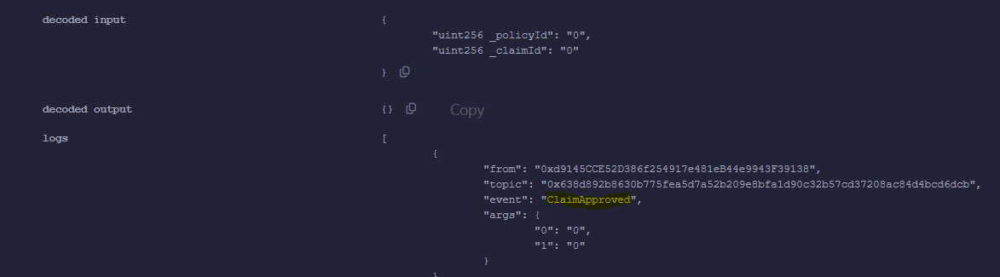 decoded input {
"uint256 _policyId": "0",
"uint256 _claimId": "0"
}
decoded output {} Copy
logs [
{
"from": "0xd9145CCE52D386f254917e481eB44e9943F39138",
"topic": "0x638d892b8630b775fea5d7a52b209e8bfa1d90c32b57cd37208ac84d4bcd6dcb",
"event": "ClaimApproved",
"args": {
"0": "0",
"1": "0"
}
}